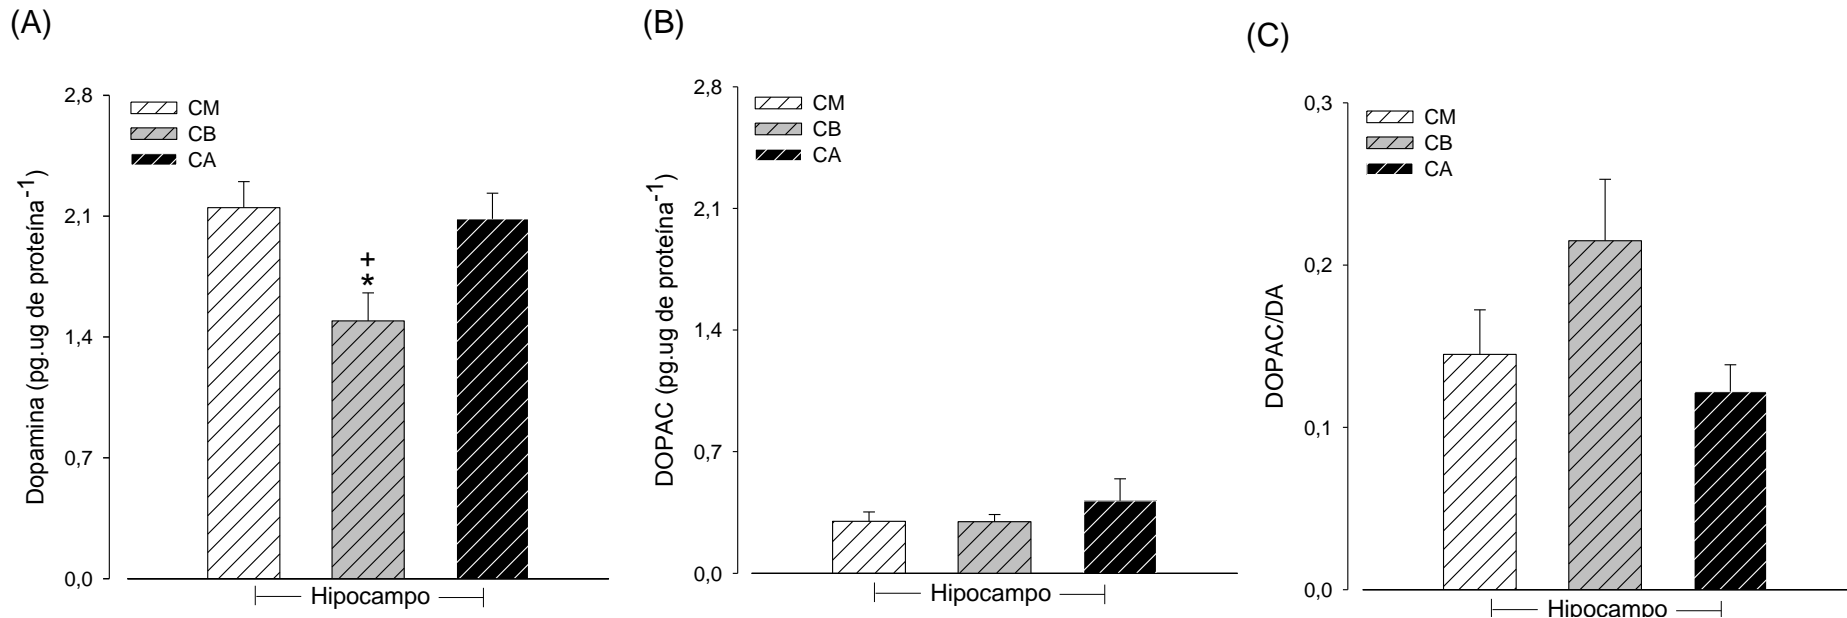 (A)
Dopamina (pg.ug de proteína-1)
2,8
2,1
1,4
0,7
0,0
CM
CB
CA
+
*
Hipocampo
(B)
DOPAC (pg.ug de proteína-1)
2,8
2,1
1,4
0,7
0,0
CM
CB
CA
Hipocampo
(C)
DOPAC/DA
0,3
0,2
0,1
0,0
CM
CB
CA
Hipocampo